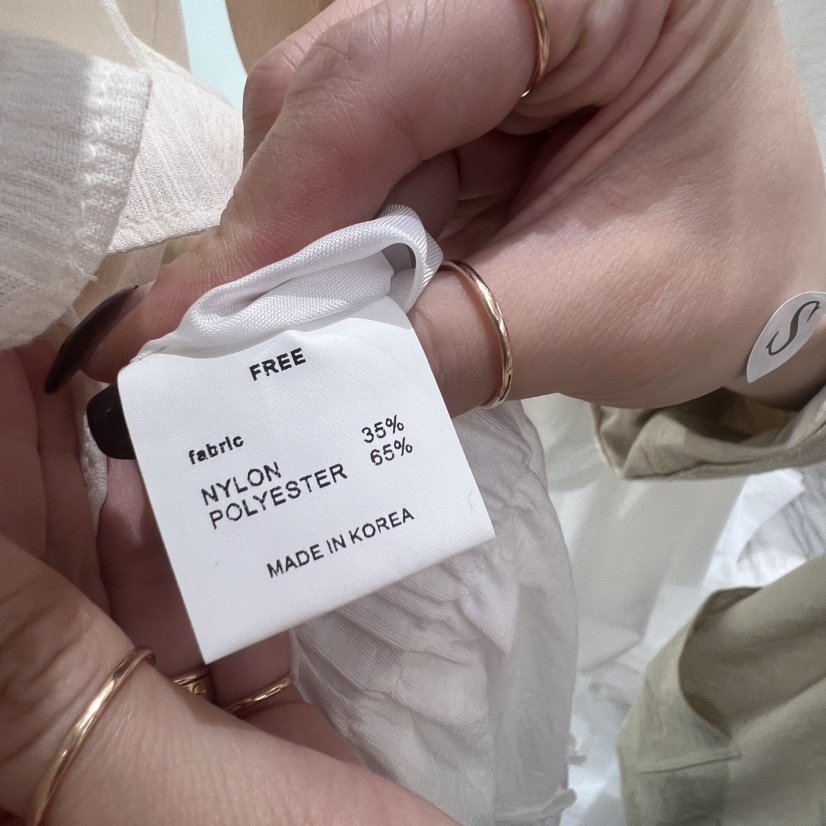 FREE
fabric
NYLON 35%
POLYESTER 65%
MADE IN KOREA
S